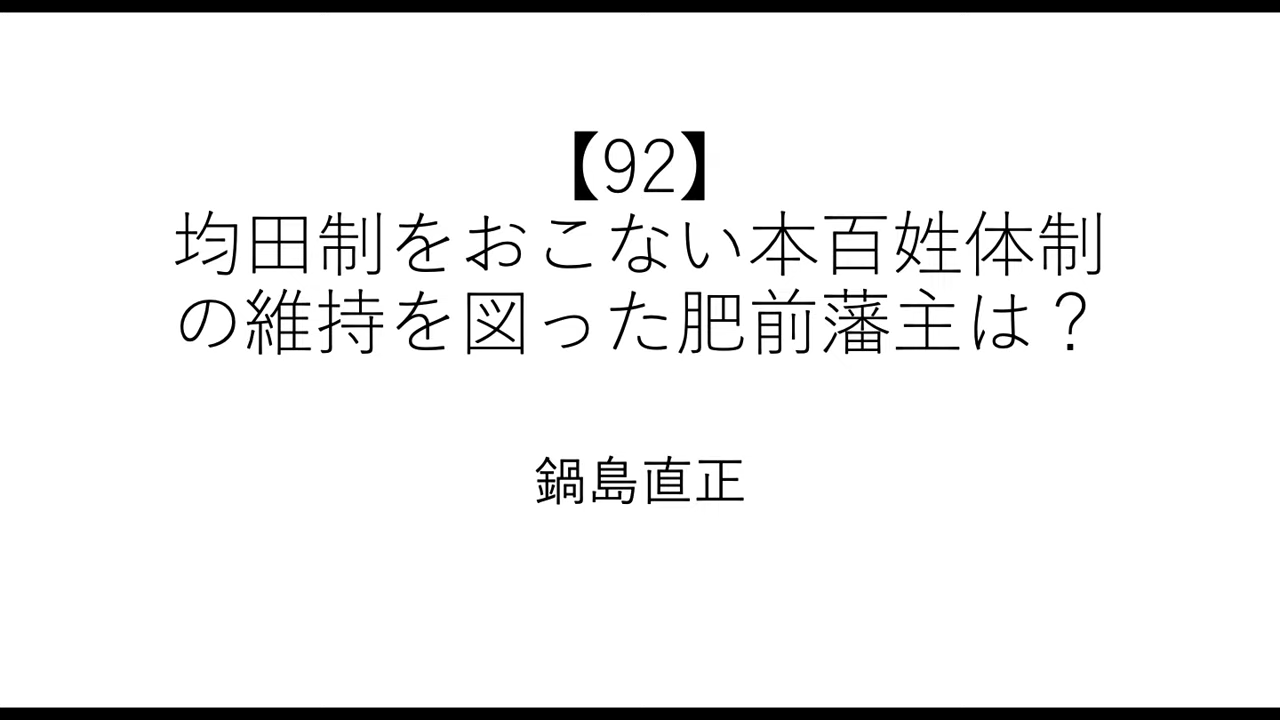 【92】
均田制をおこない本百姓体制
の維持を図った肥前藩主は？
鍋島直正